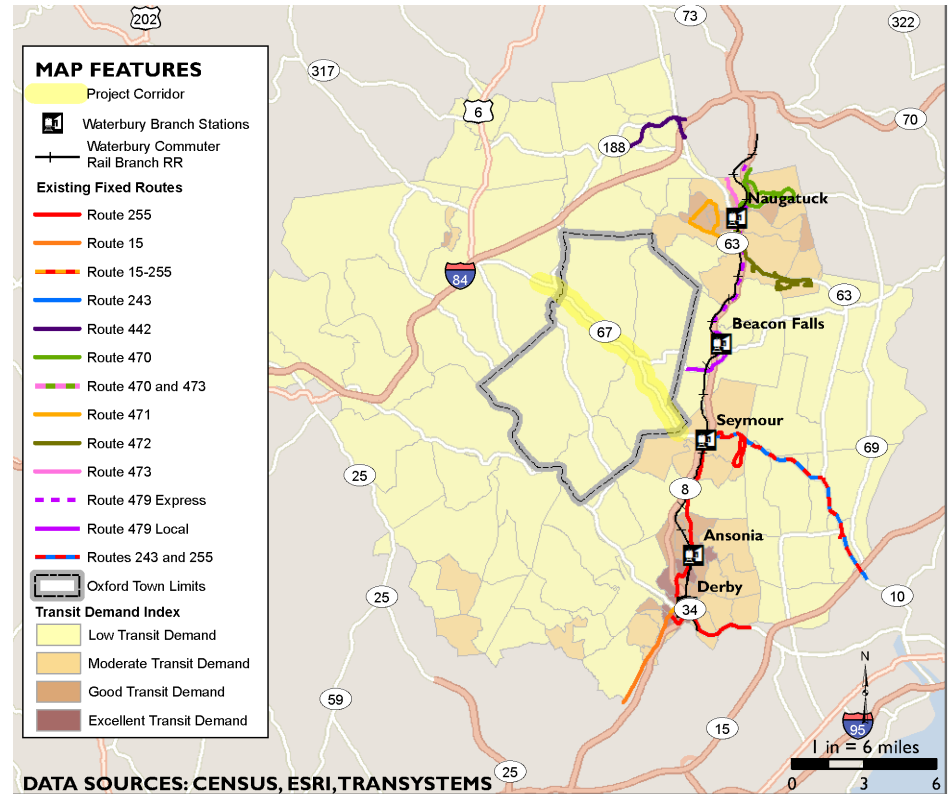 202
73
322
317
6
70
188
MAP FEATURES
Project Corridor
Waterbury Branch Stations
Waterbury Commuter
Rail Branch RR
Existing Fixed Routes
Route 255
Route 15
Route 15-255
Route 243
Route 442
Route 470
Route 470 and 473
Route 471
Route 472
Route 473
Route 479 Express
Route 479 Local
Routes 243 and 255
Oxford Town Limits
Transit Demand Index
Low Transit Demand
Moderate Transit Demand
Good Transit Demand
Excellent Transit Demand
Naugatuck
63
84
63
67
Beacon Falls
Seymour
69
25
8
Ansonia
Derby
25
34
10
59
15
N
S
95
1 in = 6 miles
0 3 6
25
DATA SOURCES: CENSUS, ESRI, TRANSYSTEMS